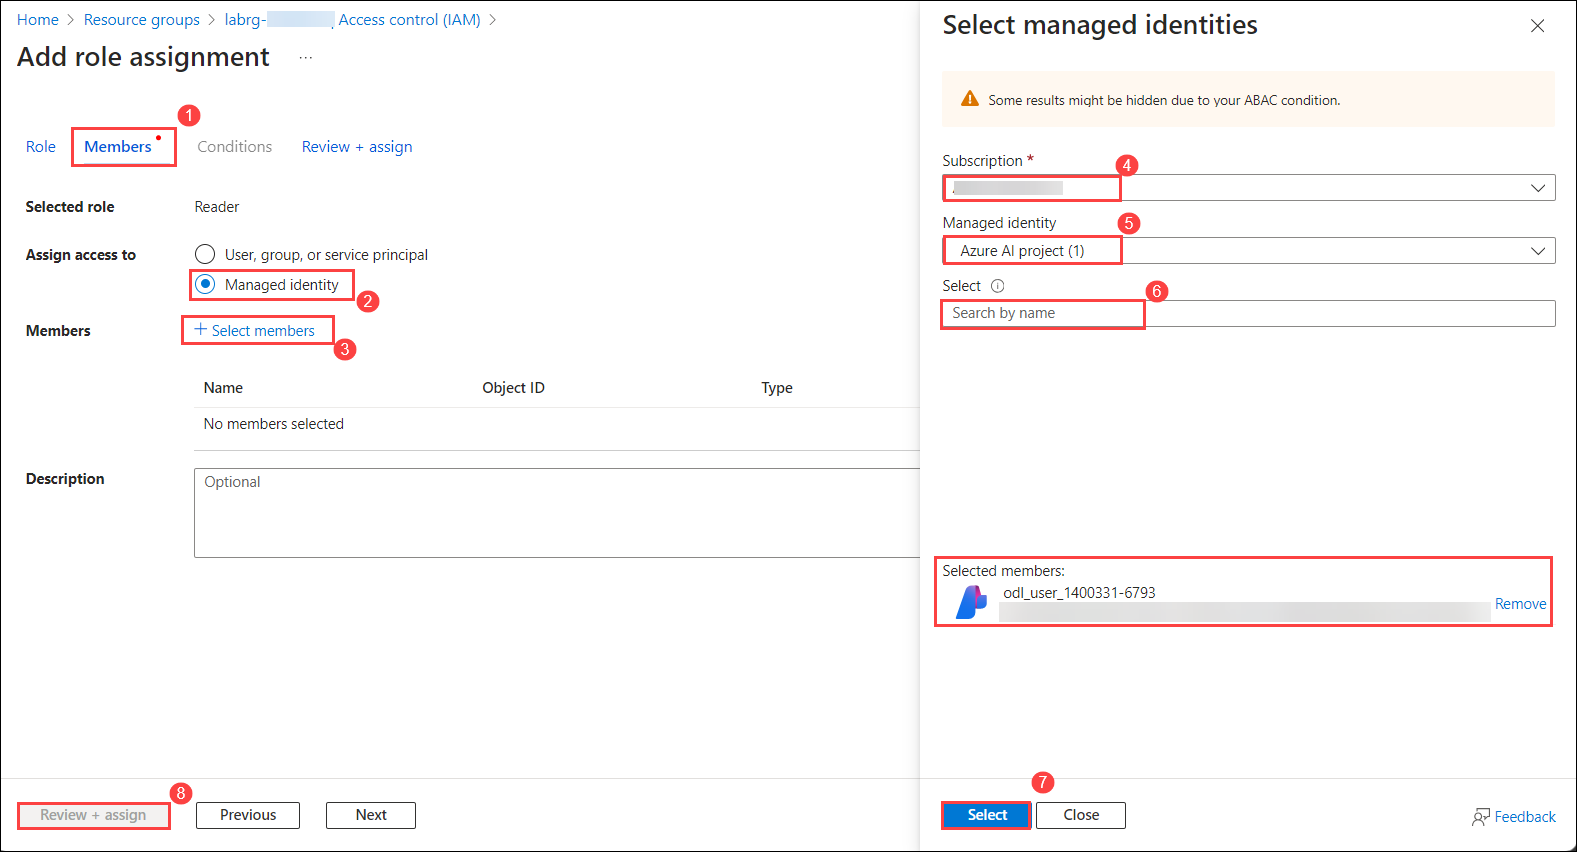 Home > Resource groups > labrg- Access control (IAM) >
Add role assignment ...
1
Role Members Conditions Review + assign
Selected role Reader
Assign access to User, group, or service principal
Managed identity
2
Members + Select members
3
Name Object ID Type
No members selected
Description Optional
8
Review + assign Previous Next
Select managed identities
Some results might be hidden due to your ABAC condition.
Subscription *
4
Managed identity
5
Azure AI project (1)
Select
6
Search by name
Selected members:
odl_user_1400331-6793
Remove
7
Select Close Feedback